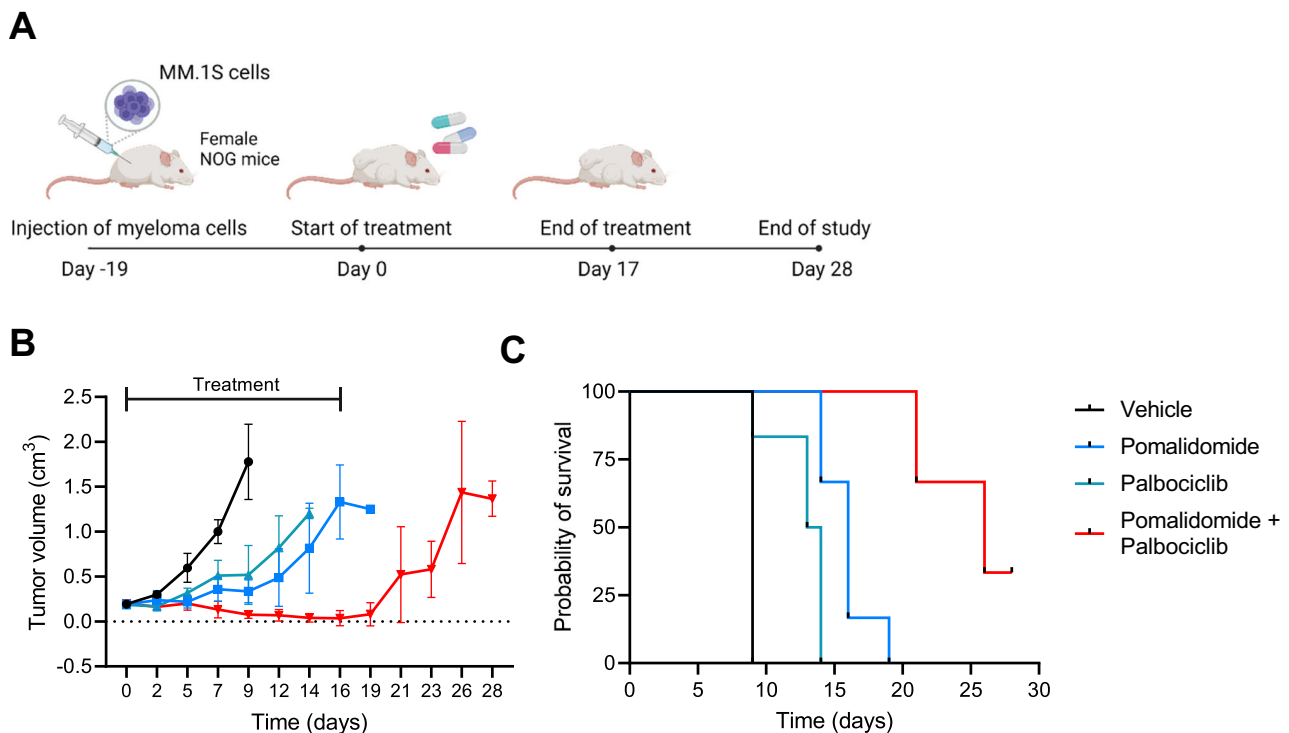 A
MM.1S cells
Female
NOG mice
Injection of myeloma cells
Start of treatment
End of treatment
End of study
Day -19
Day 0
Day 17
Day 28
B
Treatment
Tumor volume (cm³)
2.5
2.0
1.5
1.0
0.5
0.0
-0.5
0 2 5 7 9 12 14 16 19 21 23 26 28
Time (days)
C
Probability of survival
100
75
50
25
0
0 5 10 15 20 25 30
Time (days)
Vehicle
Pomalidomide
Palbociclib
Pomalidomide +
Palbociclib